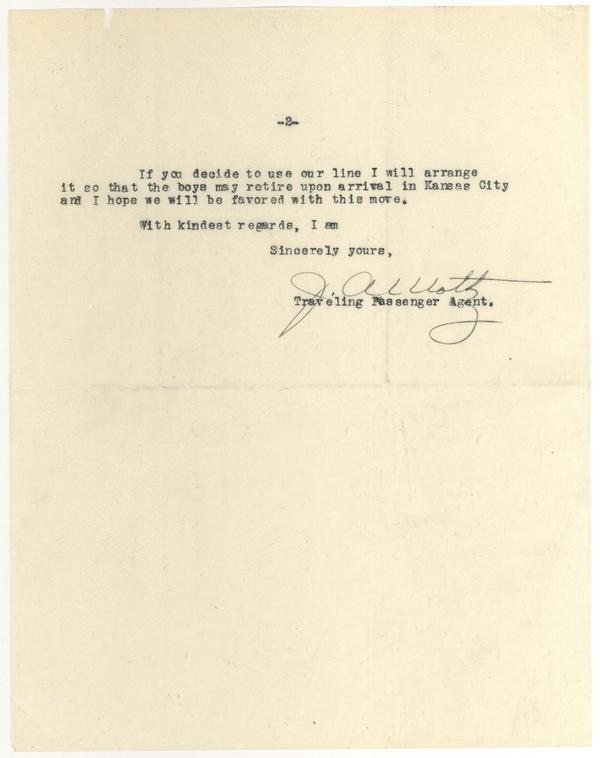 -2-
If you decide to use our line I will arrange
it so that the boys may retire upon arrival in Kansas City
and I hope we will be favored with this move.
With kindest regards, I am
Sincerely yours,
J. A.
Traveling Passenger Agent.